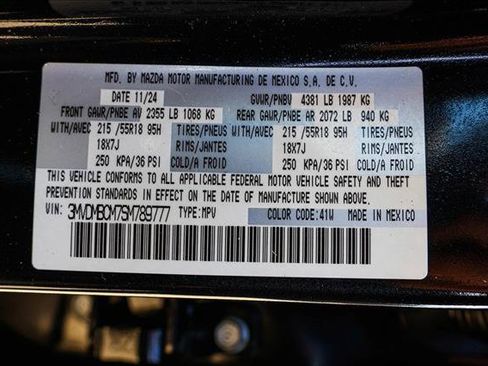 MFD. BY MAZDA MOTOR MANUFACTURING DE MEXICO S.A. DE C.V.
DATE 11/24 GVWR/PNBV 4381 LB 1987 KG
FRONT GAWR/PNBE AV 2355 LB 1068 KG REAR GAWR/PNBE AR 2072 LB 940 KG
WITH/AVEC 215 /55R18 95H TIRES/PNEUS WITH/AVEC 215 /55R18 95H TIRES/PNEUS
18X7J RIMS/JANTES 18X7J RIMS/JANTES
250 KPA/36 PSI COLD/A FROID 250 KPA/36 PSI COLD/A FROID
THIS VEHICLE CONFORMS TO ALL APPLICABLE FEDERAL MOTOR VEHICLE SAFETY AND THEFT
PREVENTION STANDARDS IN EFFECT ON THE DATE OF MANUFACTURE SHOWN ABOVE.
VIN: 3MVDMBCM7SM789777 TYPE: MPV COLOR CODE: 41W MADE IN MEXICO